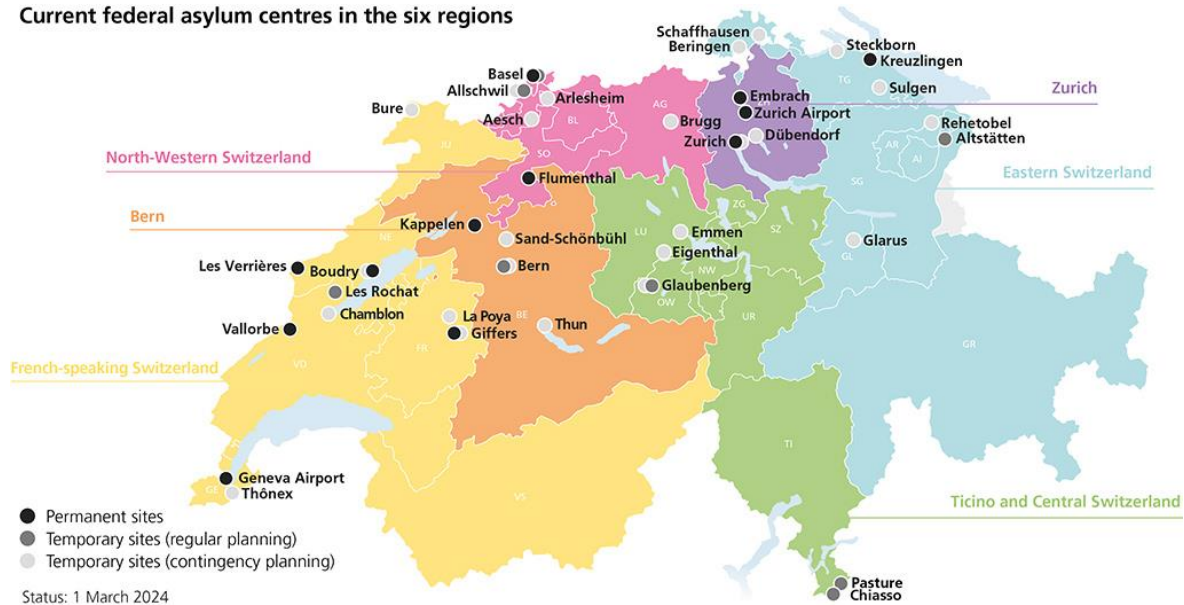 Current federal asylum centres in the six regions
Schaffhausen
Beringen
Steckborn
Kreuzlingen
Basel
Allschwil
Arlesheim
Aesch
Bure
Embrach
Zurich Airport
Sulgen
Zurich
Brugg
Zurich
Dübendorf
Rehetobel
Altstätten
TG
AG
BL
SO
JU
AR
AI
SG
North-Western Switzerland
Flumenthal
Eastern Switzerland
Bern
Kappelen
Sand-Schönbühl
Bern
LU
ZG
SZ
Emmen
Eigenthal
NW
Glaubenberg
OW
UR
Glarus
GL
NE
Les Verrières
Boudry
Les Rochat
Chamblon
Vallorbe
La Poya
Giffers
FR
BE
Thun
VD
GR
French-speaking Switzerland
TI
Geneva Airport
GE
Thônex
VS
Ticino and Central Switzerland
Permanent sites
Temporary sites (regular planning)
Temporary sites (contingency planning)
Pasture
Chiasso
Status: 1 March 2024